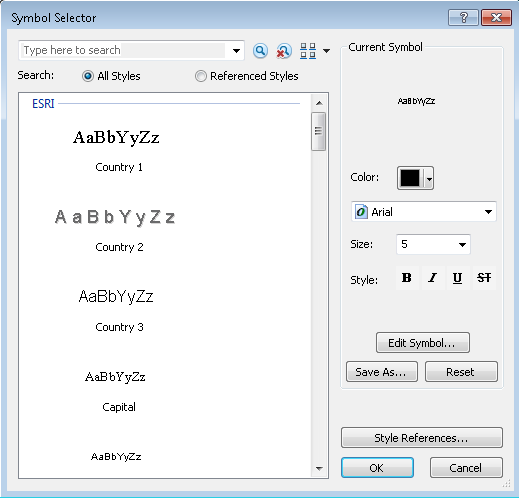 Symbol Selector
Type here to search
Search:
All Styles
Referenced Styles
ESRI
AaBbYyZz
Country 1
AaBbYyZz
Country 2
AaBbYyZz
Country 3
AaBbYyZz
Capital
AaBbYyZz
Current Symbol
AaBbYyZz
Color:
Arial
Size: 5
Style: B I U ST
Edit Symbol...
Save As... Reset
Style References...
OK Cancel